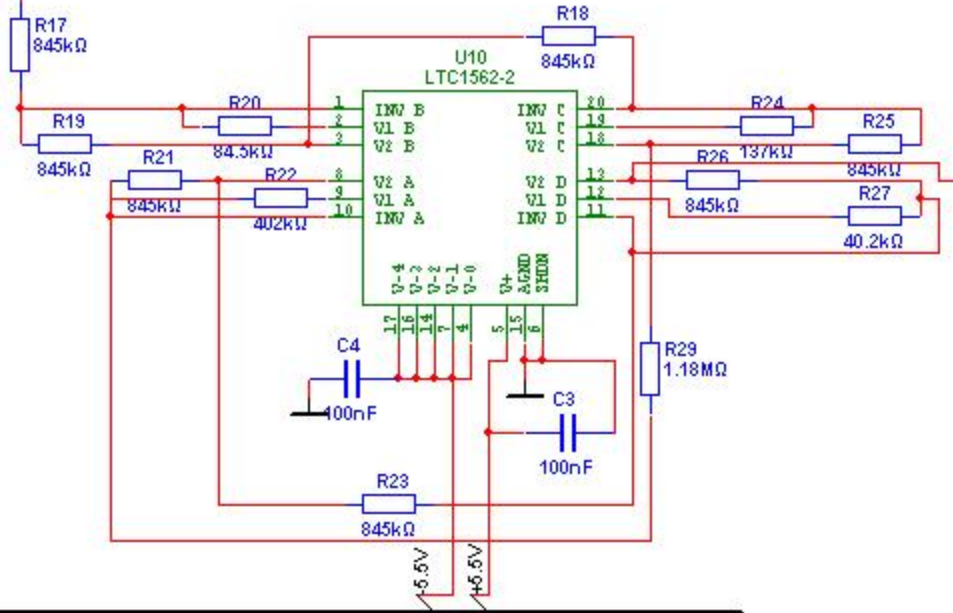 R17
845kΩ
R18
845kΩ
U10
LTC1562-2
1 INV B
2 V1 B
3 V2 B
8 V2 A
9 V1 A
10 INV A
INV C 20
V1 C 19
V2 C 18
V2 D 13
V1 D 12
INV D 11
R20
84.5kΩ
R19
845kΩ
R21
845kΩ
R22
402kΩ
R24
137kΩ
R25
845kΩ
R26
845kΩ
R27
40.2kΩ
V-4
V-3
V-2
V-1
V-0
V+
AGND
SHDN
17
16
14
7
4
5
15
6
C4
100nF
C3
100nF
R29
1.18MΩ
R23
845kΩ
-5.5V
+5.5V